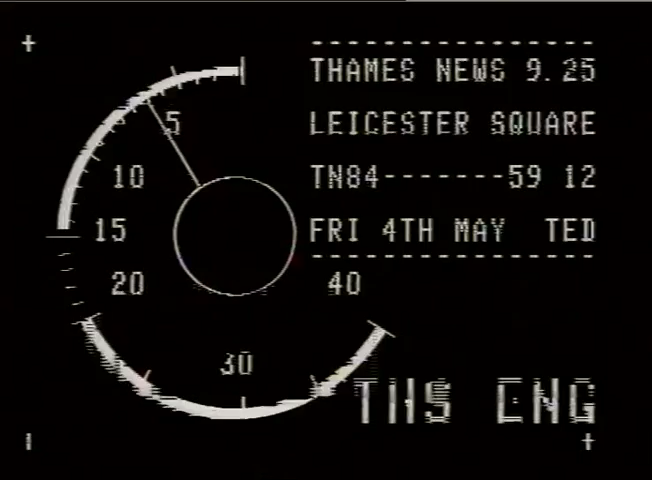 THAMES NEWS 9.25
LEICESTER SQUARE
TN84-------59 12
FRI 4TH MAY TED
5
10
15
20
30
40
THS ENG